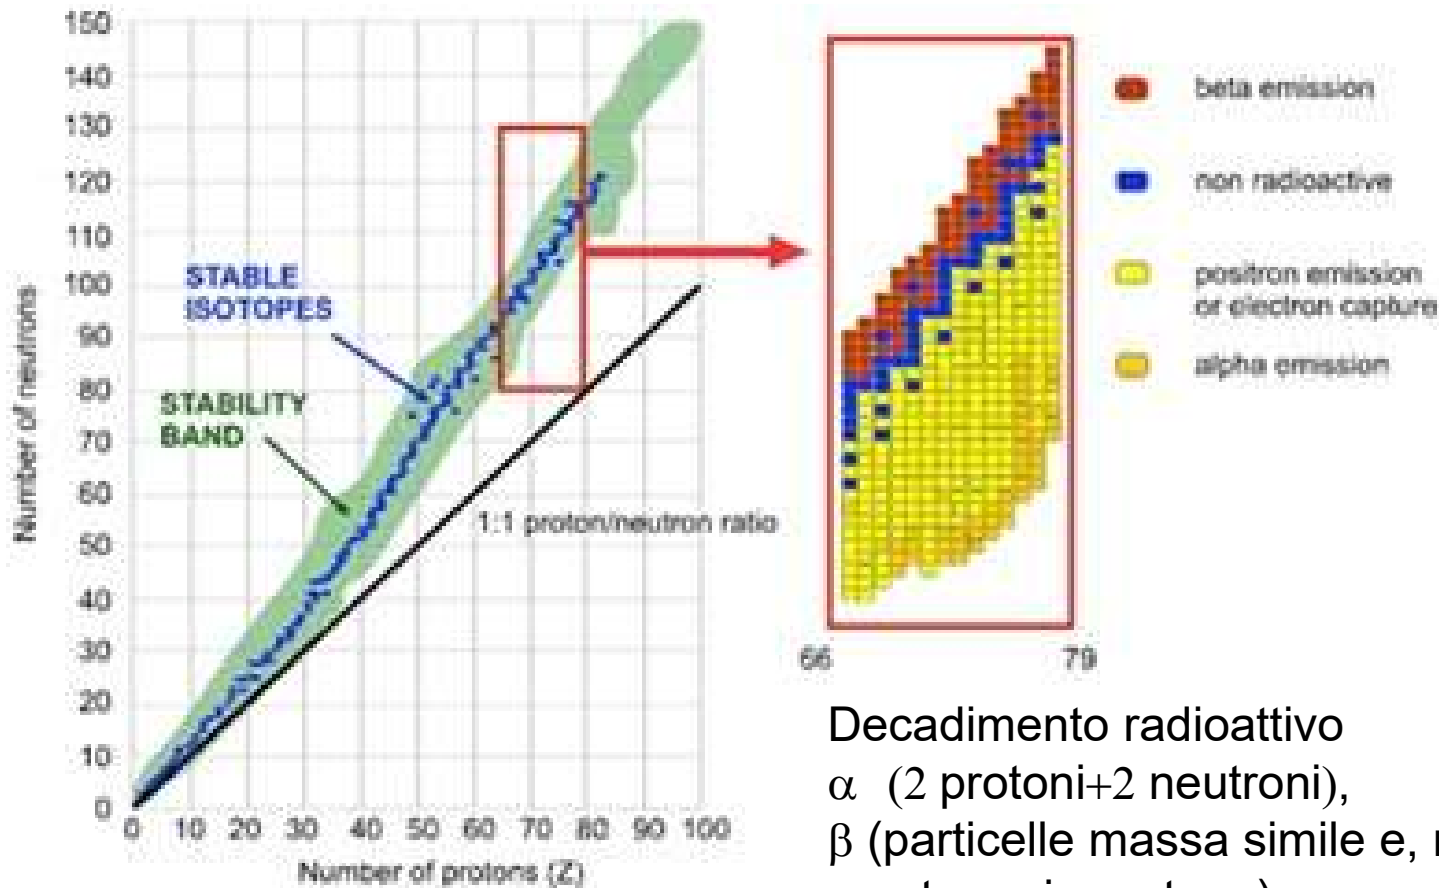 150
140
130
120
110
100
90
80
70
60
50
40
30
20
10
0
Number of neutrons
STABLE
ISOTOPES
STABILITY
BAND
1:1 proton/neutron ratio
0 10 20 30 40 50 60 70 80 90 100
Number of protons (Z)
66 79
beta emission
non radioactive
positron emission
or electron capture
alpha emission
Decadimento radioattivo
α (2 protoni+2 neutroni),
β (particelle massa simile e,